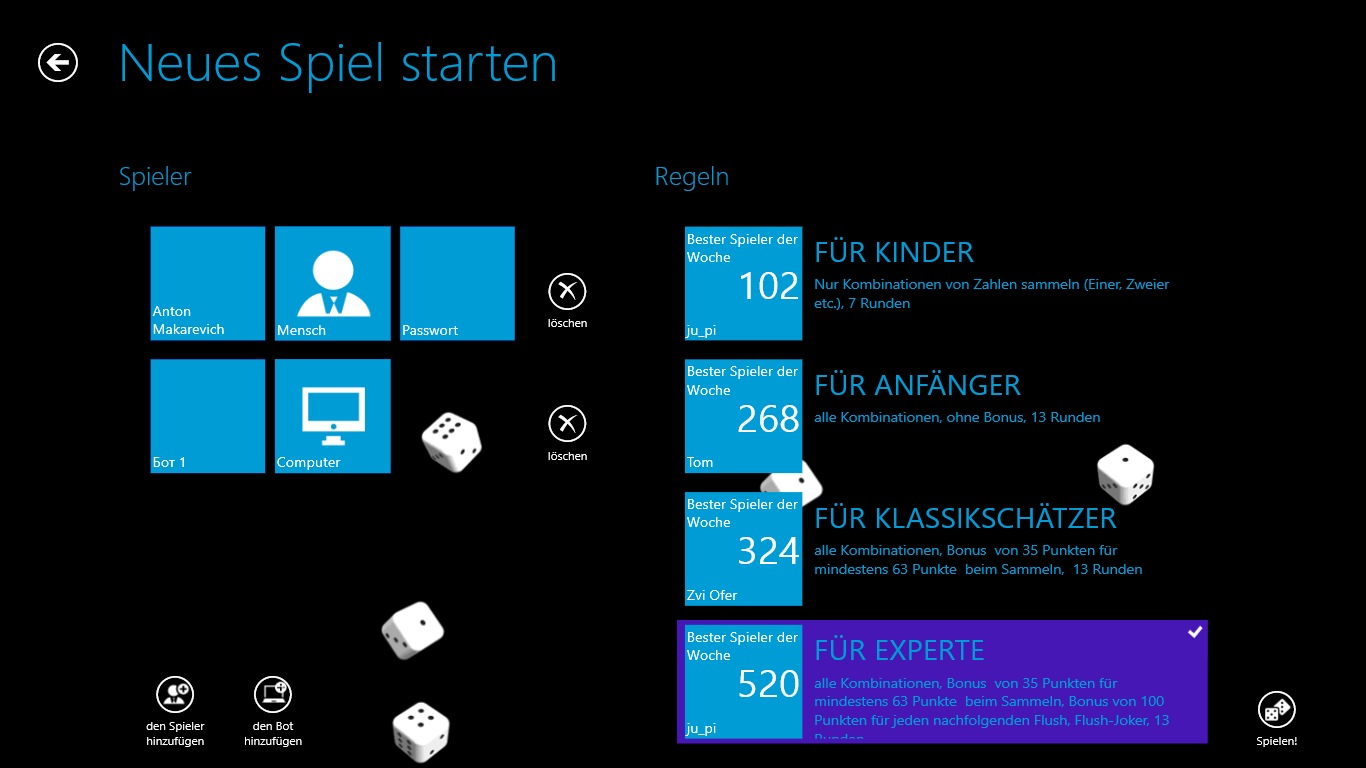 Neues Spiel starten
Spieler
Anton
Makarevich
Mensch
Passwort
löschen
Бот 1
Computer
löschen
den Spieler
hinzufügen
den Bot
hinzufügen
Regeln
Bester Spieler der
Woche
102
ju_pi
FÜR KINDER
Nur Kombinationen von Zahlen sammeln (Einer, Zweier
etc.), 7 Runden
Bester Spieler der
Woche
268
Tom
FÜR ANFÄNGER
alle Kombinationen, ohne Bonus, 13 Runden
Bester Spieler der
Woche
324
Zvi Ofer
FÜR KLASSIKSCHÄTZER
alle Kombinationen, Bonus  von 35 Punkten für
mindestens 63 Punkte  beim Sammeln,  13 Runden
Bester Spieler der
Woche
520
ju_pi
FÜR EXPERTE
alle Kombinationen, Bonus  von 35 Punkten für
mindestens 63 Punkte  beim Sammeln, Bonus von 100
Punkten für jeden nachfolgenden Flush, Flush-Joker, 13
Runden
Spielen!